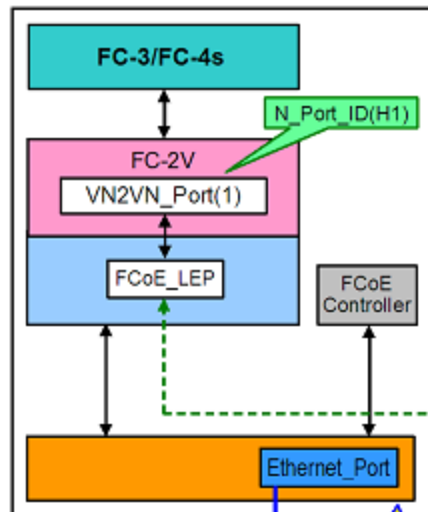 FC-3/FC-4s
N_Port_ID(H1)
FC-2V
VN2VN_Port(1)
FCoE_LEP
FCoE
Controller
Ethernet_Port